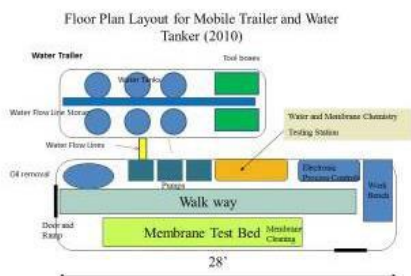 Floor Plan Layout for Mobile Trailer and Water
Tanker (2010)
Water Trailer
Tool boxes
Water Tanks
Water Flow Line Storage
Water Flow Lines
Water and Membrane Chemistry
Testing Station
Oil removal
Pumps
Electronic
Process Controls
Work
Bench
Walk way
Door and
Ramp
Membrane Test Bed
Membrane
Cleaning
28’